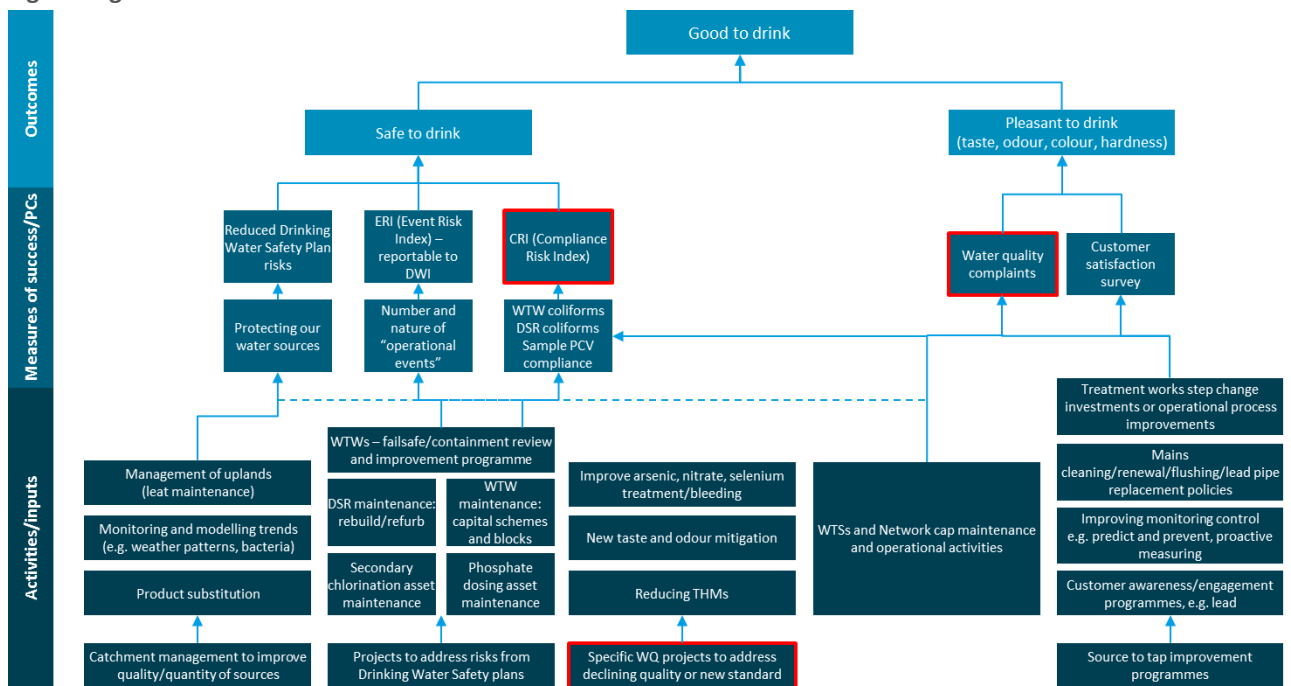 Outcomes
Good to drink
Safe to drink
Pleasant to drink
(taste, odour, colour, hardness)
Measures of success/PCs
Reduced Drinking
Water Safety Plan
risks
ERI (Event Risk
Index) –
reportable to
DWI
CRI (Compliance
Risk Index)
Water quality
complaints
Customer
satisfaction
survey
Protecting our
water sources
Number and
nature of
“operational
events”
WTW coliforms
DSR coliforms
Sample PCV
compliance
Activities/inputs
Management of uplands
(leat maintenance)
Monitoring and modelling trends
(e.g. weather patterns, bacteria)
Product substitution
Catchment management to improve
quality/quantity of sources
WTWs – failsafe/containment review
and improvement programme
DSR maintenance:
rebuild/refurb
WTW
maintenance:
capital schemes
and blocks
Secondary
chlorination asset
maintenance
Phosphate
dosing asset
maintenance
Projects to address risks from
Drinking Water Safety plans
Improve arsenic, nitrate, selenium
treatment/bleeding
New taste and odour mitigation
Reducing THMs
Specific WQ projects to address
declining quality or new standard
WTSs and Network cap maintenance
and operational activities
Treatment works step change
investments or operational process
improvements
Mains
cleaning/renewal/flushing/lead pipe
replacement policies
Improving monitoring control
e.g. predict and prevent, proactive
measuring
Customer awareness/engagement
programmes, e.g. lead
Source to tap improvement
programmes